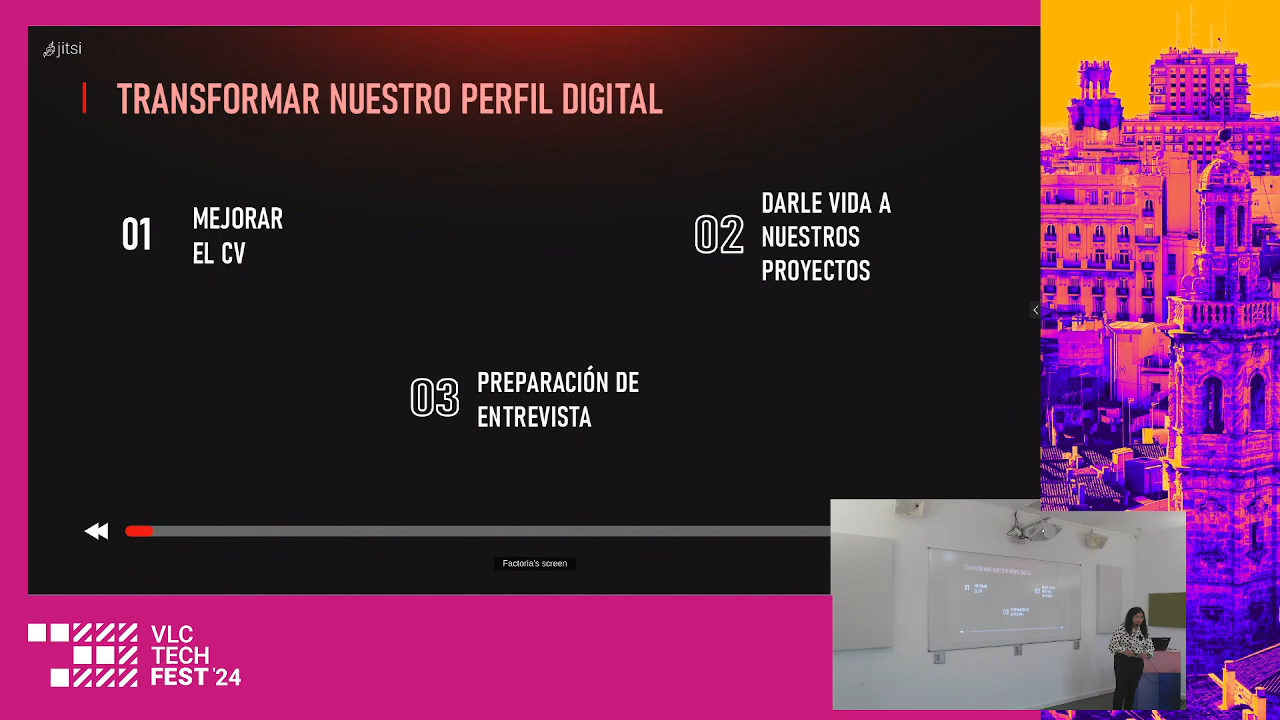 jitsi
TRANSFORMAR NUESTRO PERFIL DIGITAL
01
MEJORAR
EL CV
02
DARLE VIDA A
NUESTROS
PROYECTOS
03
PREPARACIÓN DE
ENTREVISTA
Factoria's screen
VLC
TECH
FEST '24